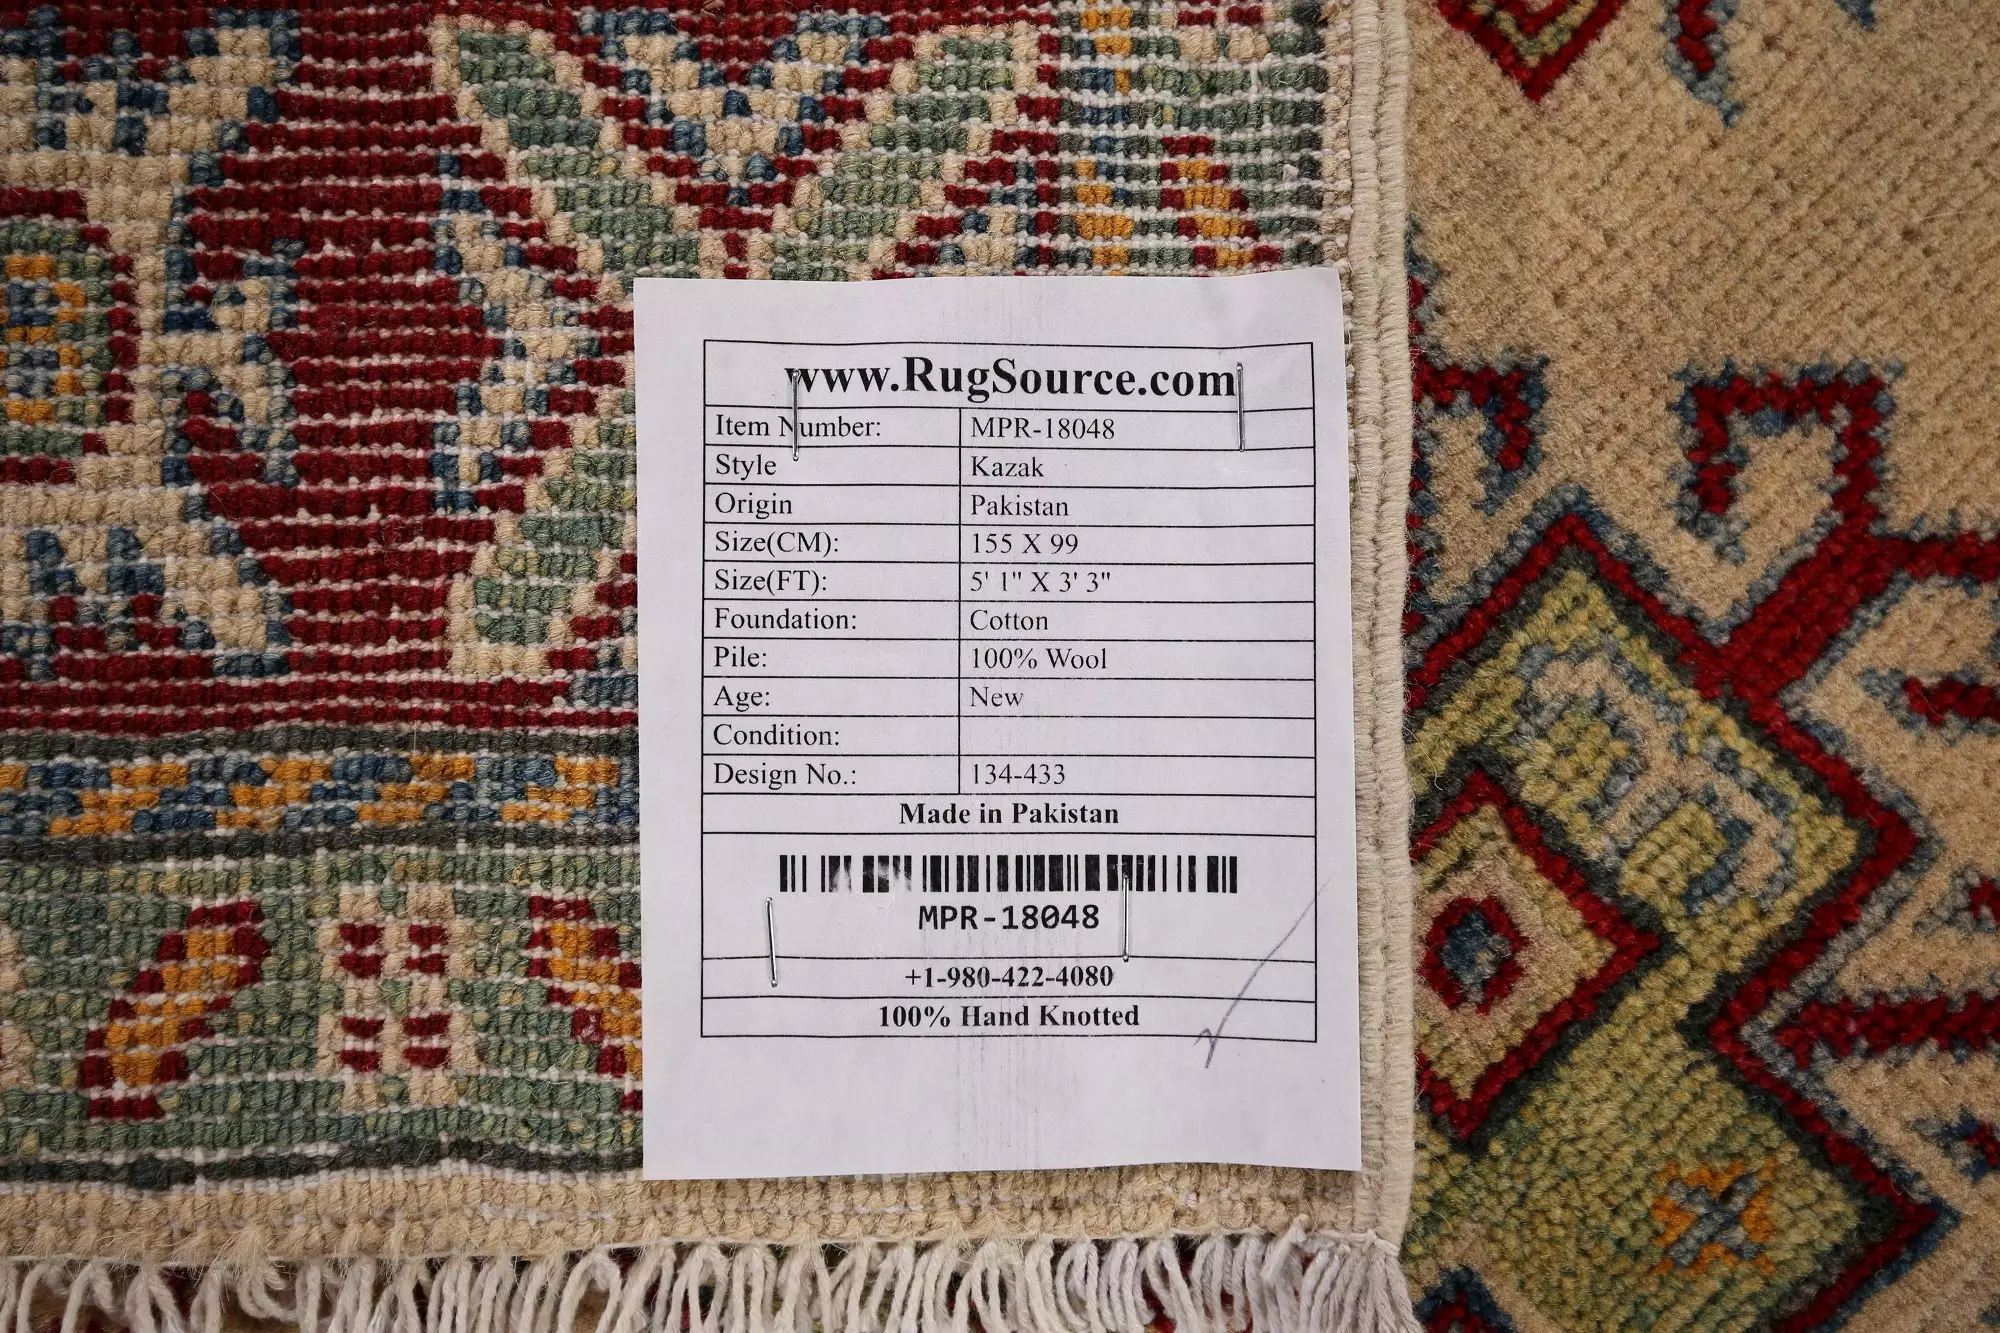 www.RugSource.com
Item Number: MPR-18048
Style Kazak
Origin Pakistan
Size(CM): 155 X 99
Size(FT): 5' 1" X 3' 3"
Foundation: Cotton
Pile: 100% Wool
Age: New
Condition:
Design No.: 134-433
Made in Pakistan
MPR-18048
+1-980-422-4080
100% Hand Knotted